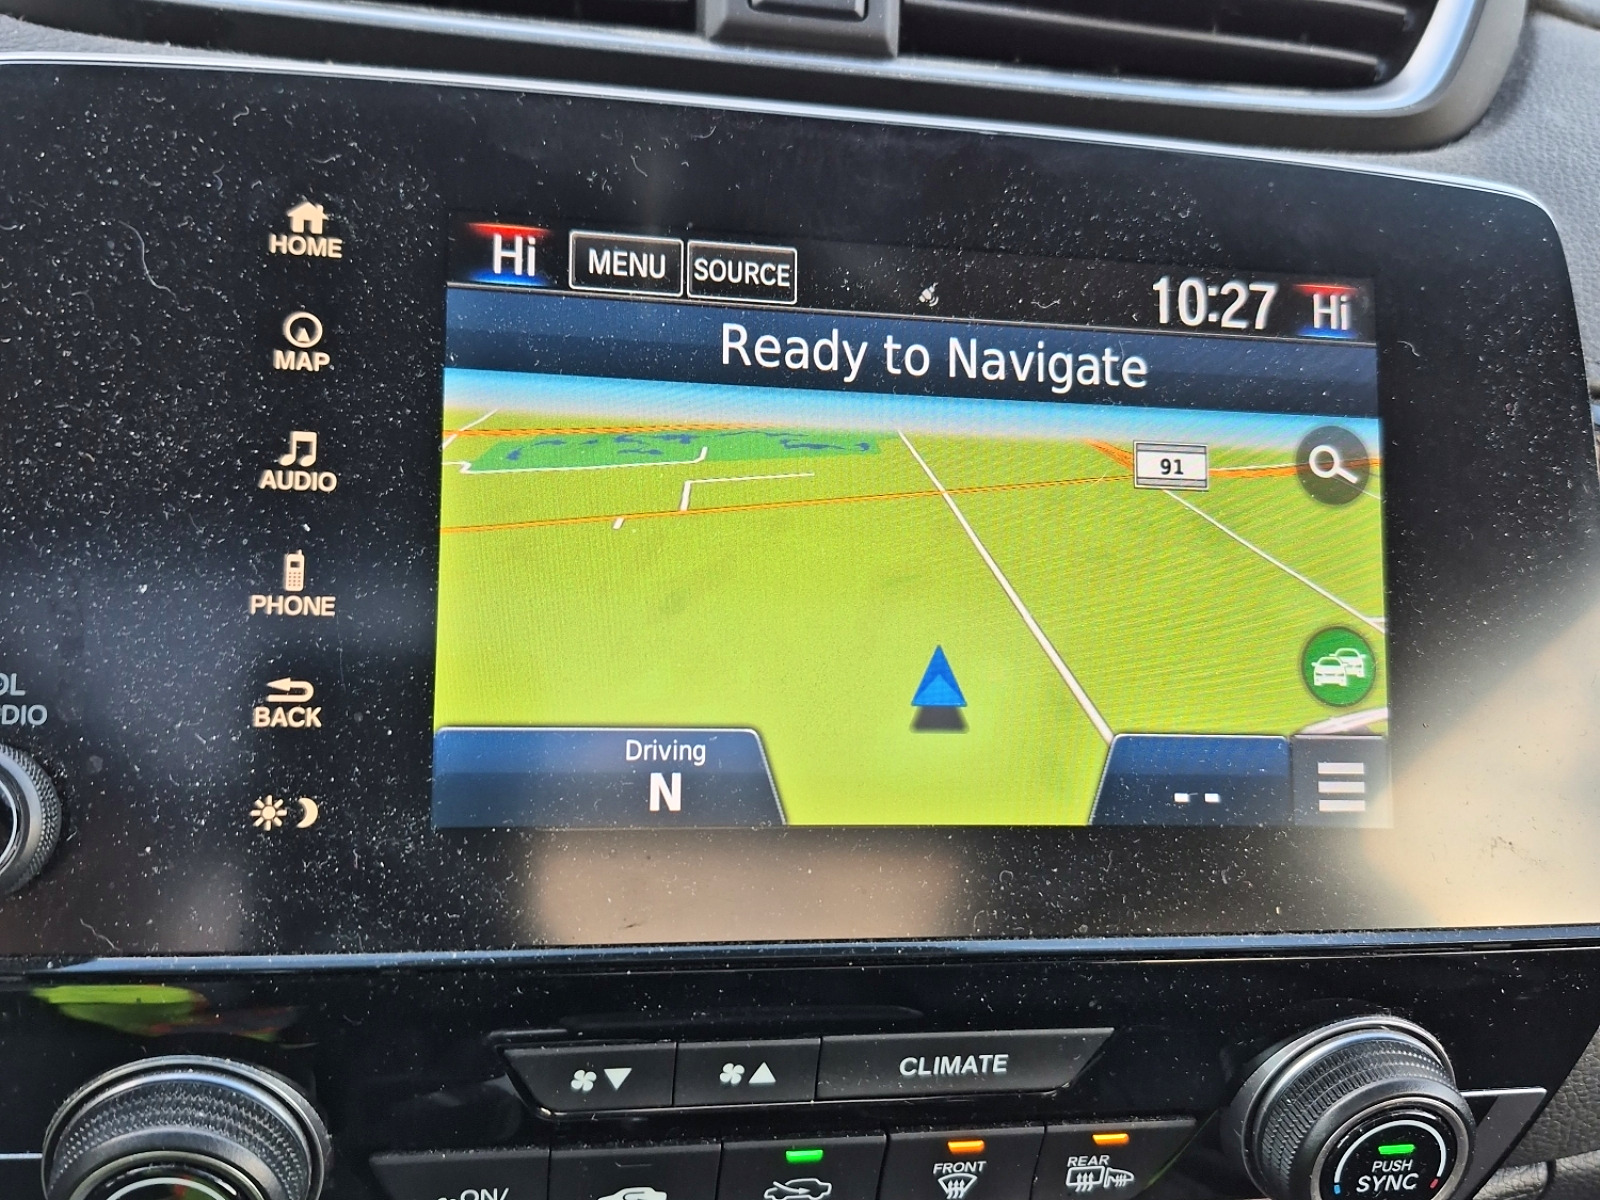 HOME
MAP
AUDIO
PHONE
BACK
Hi MENU SOURCE 10:27 Hi
Ready to Navigate
91
Driving
N
--
CLIMATE
ON/
FRONT
REAR
PUSH
SYNC